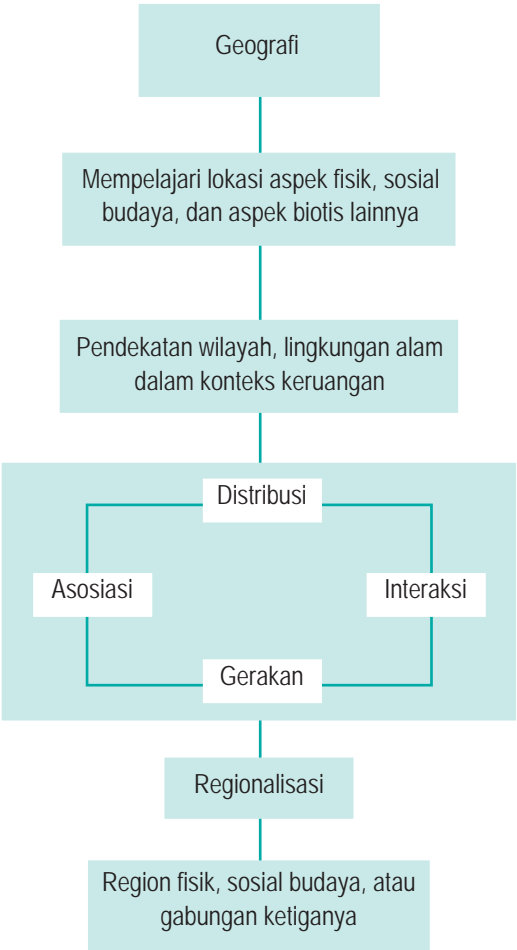 Geografi
Mempelajari lokasi aspek fisik, sosial
budaya, dan aspek biotis lainnya
Pendekatan wilayah, lingkungan alam
dalam konteks keruangan
Distribusi
Asosiasi
Interaksi
Gerakan
Regionalisasi
Region fisik, sosial budaya, atau
gabungan ketiganya